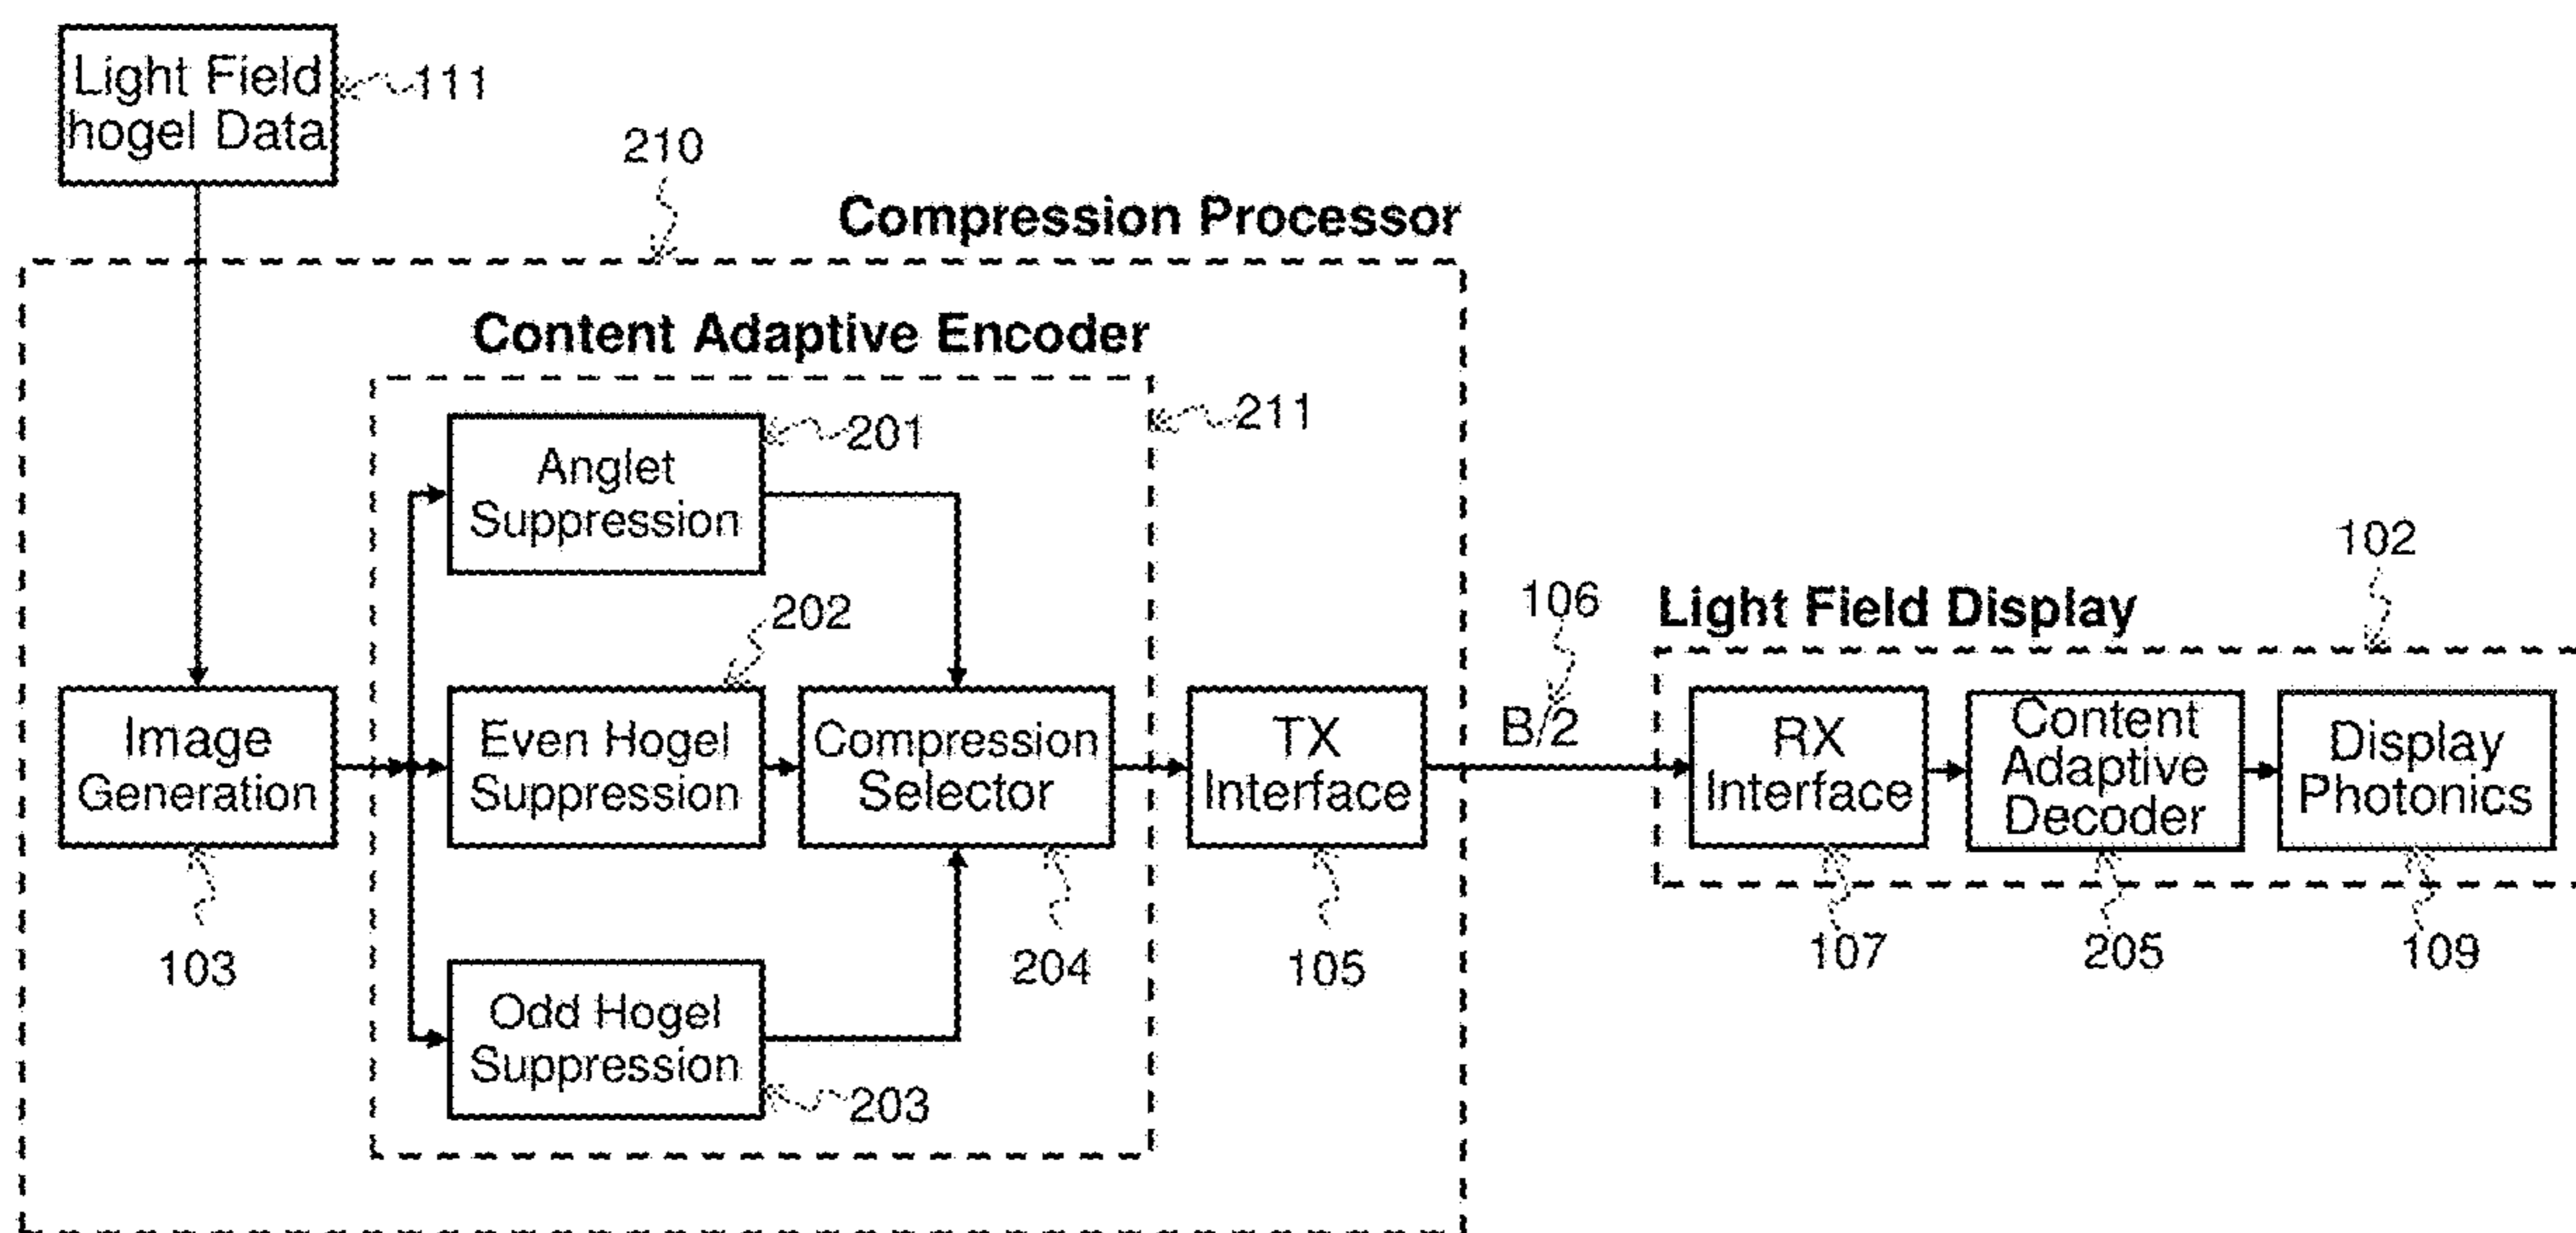 Light Field
hogel Data
111
210
Compression Processor
Content Adaptive Encoder
211
Anglet
Suppression
201
202
Even Hogel
Suppression
Odd Hogel
Suppression
203
Image
Generation
103
Compression
Selector
204
TX
Interface
105
106
B/2
Light Field Display
102
RX
Interface
107
Content
Adaptive
Decoder
205
Display
Photonics
109